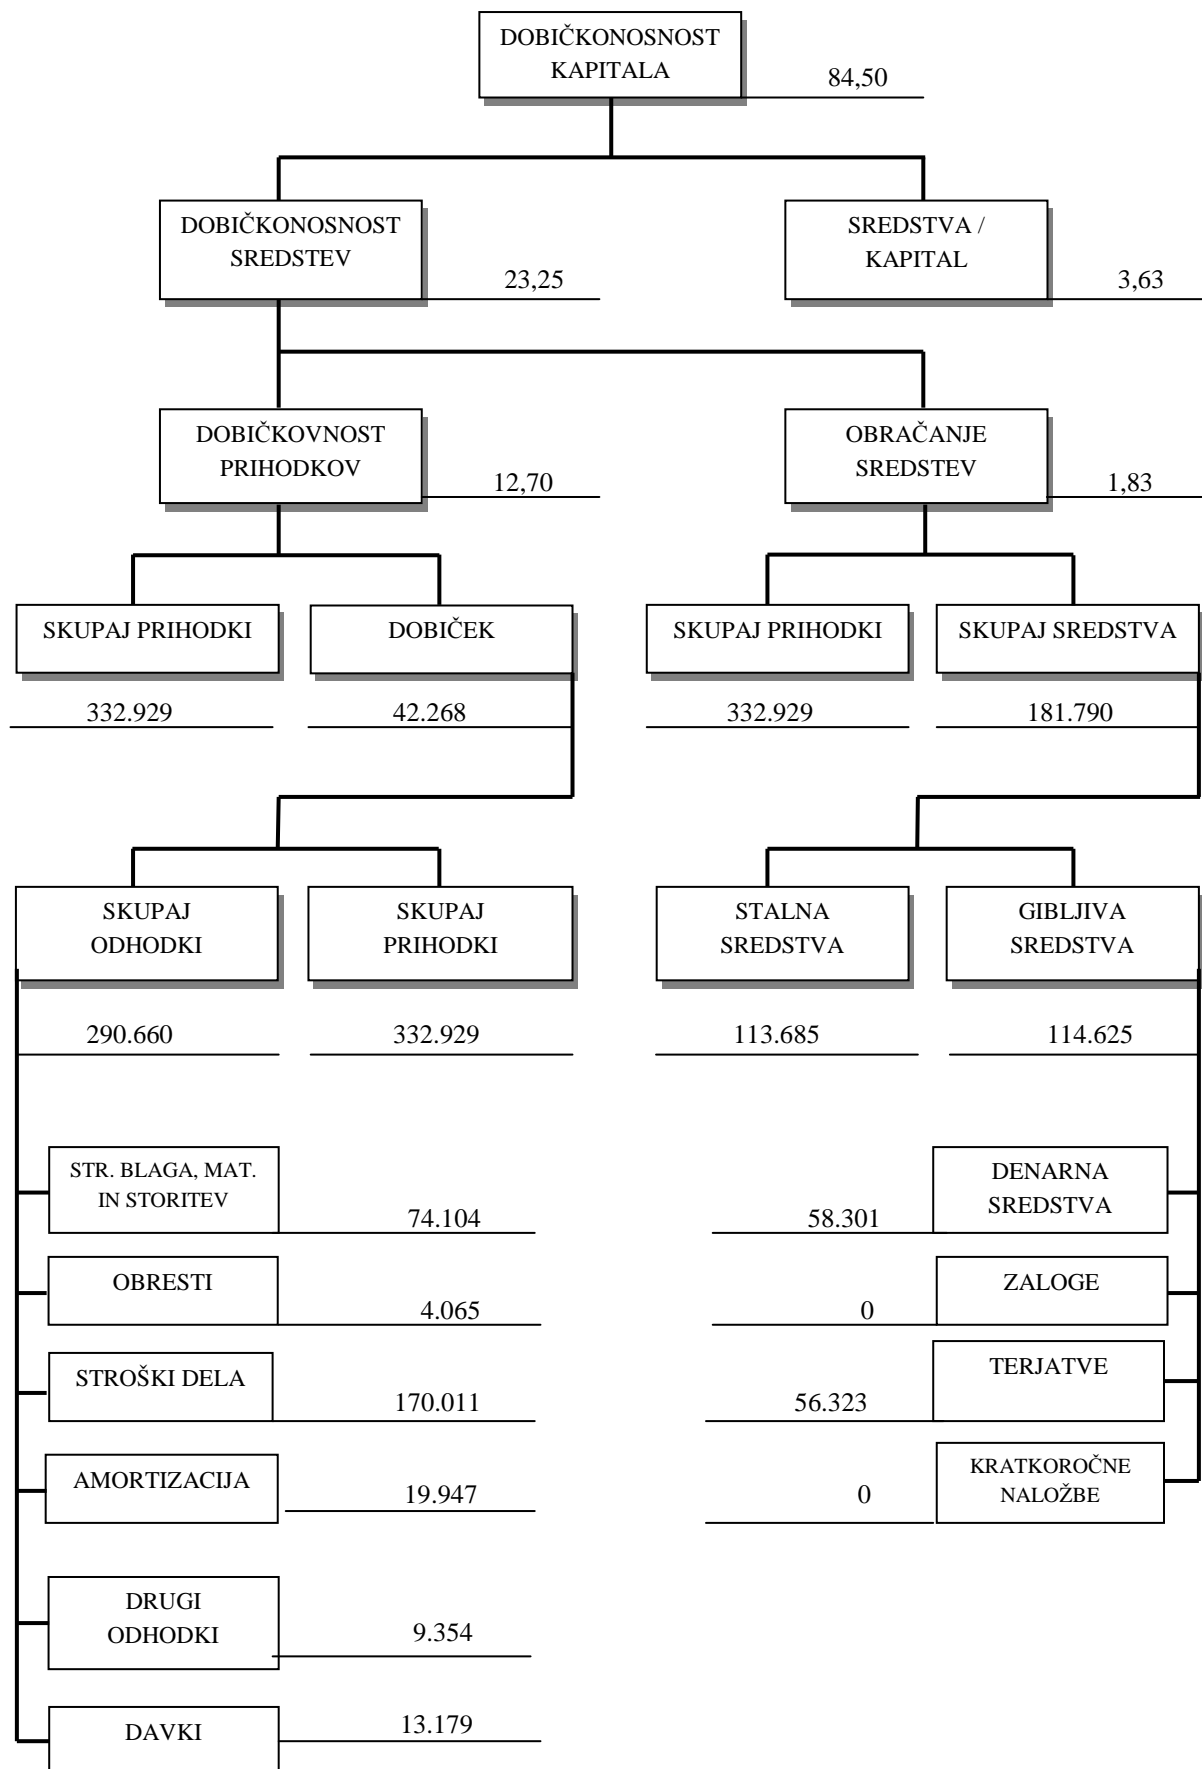 DOBIČKONOSNOST
KAPITALA
84,50
DOBIČKONOSNOST
SREDSTEV
23,25
SREDSTVA /
KAPITAL
3,63
DOBIČKOVNOST
PRIHODKOV
12,70
OBRAČANJE
SREDSTEV
1,83
SKUPAJ PRIHODKI
332.929
DOBIČEK
42.268
SKUPAJ PRIHODKI
332.929
SKUPAJ SREDSTVA
181.790
SKUPAJ
ODHODKI
290.660
SKUPAJ
PRIHODKI
332.929
STALNA
SREDSTVA
113.685
GIBLJIVA
SREDSTVA
114.625
STR. BLAGA, MAT.
IN STORITEV
74.104
OBRESTI
4.065
STROŠKI DELA
170.011
AMORTIZACIJA
19.947
DRUGI
ODHODKI
9.354
DAVKI
13.179
58.301
DENARNA
SREDSTVA
0
ZALOGE
56.323
TERJATVE
0
KRATKOROČNE
NALOŽBE